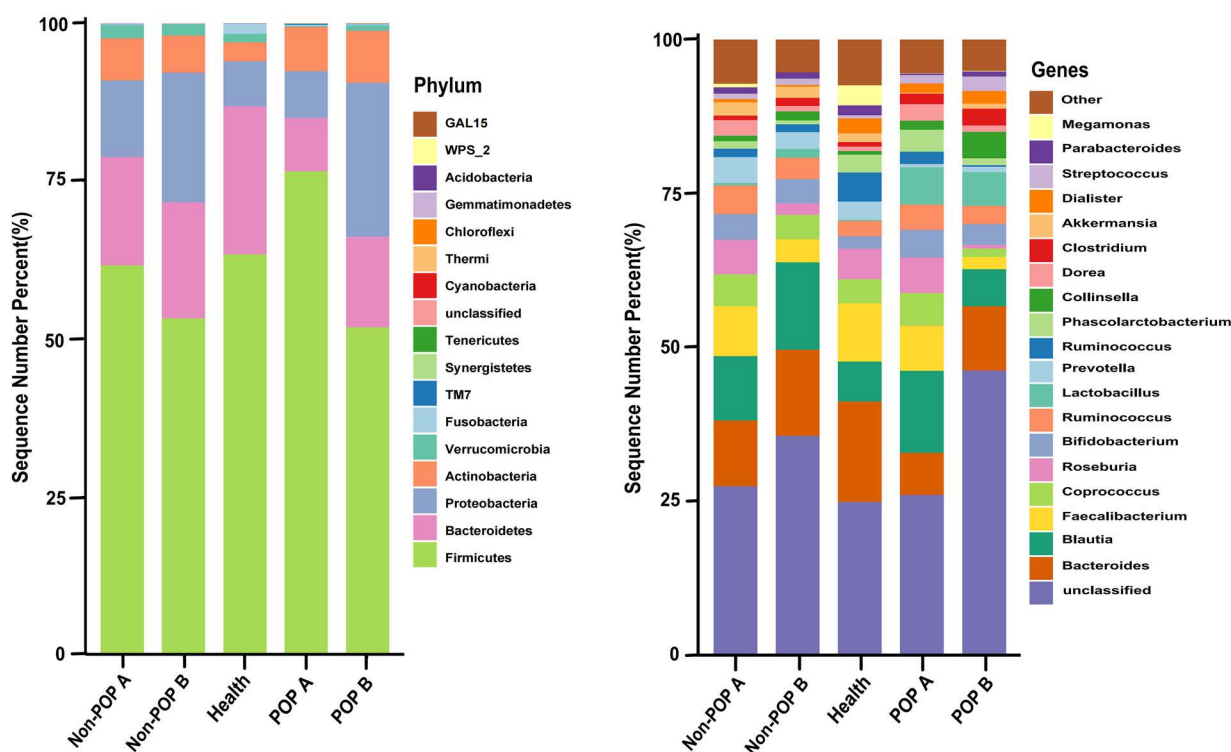 Sequence Number Percent(%)
100
75
50
25
0
Non-POP A
Non-POP B
Health
POP A
POP B
Phylum
GAL15
WPS_2
Acidobacteria
Gemmatimonadetes
Chloroflexi
Thermi
Cyanobacteria
unclassified
Tenericutes
Synergistetes
TM7
Fusobacteria
Verrucomicrobia
Actinobacteria
Proteobacteria
Bacteroidetes
Firmicutes
Sequence Number Percent(%)
100
75
50
25
0
Non-POP A
Non-POP B
Health
POP A
POP B
Genes
Other
Megamonas
Parabacteroides
Streptococcus
Dialister
Akkermansia
Clostridium
Dorea
Collinsella
Phascolarctobacterium
Ruminococcus
Prevotella
Lactobacillus
Ruminococcus
Bifidobacterium
Roseburia
Coprococcus
Faecalibacterium
Blautia
Bacteroides
unclassified